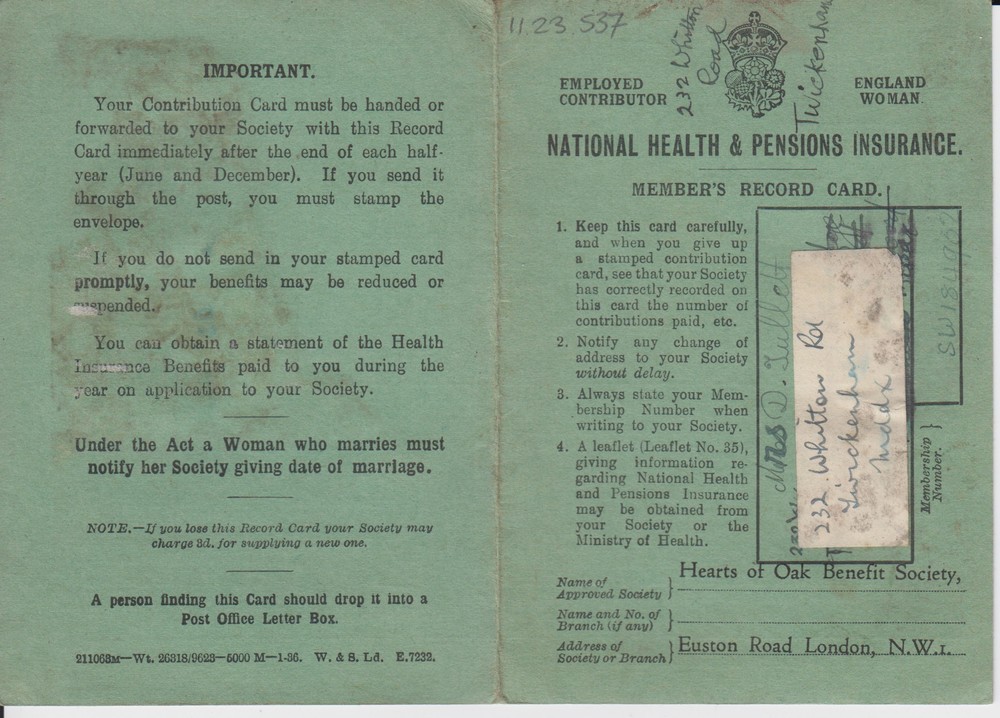 IMPORTANT.
Your Contribution Card must be handed or
forwarded to your Society with this Record
Card immediately after the end of each half-
year (June and December). If you send it
through the post, you must stamp the
envelope.
If you do not send in your stamped card
promptly, your benefits may be reduced or
suspended.
You can obtain a statement of the Health
Insurance Benefits paid to you during the
year on application to your Society.
Under the Act a Woman who marries must
notify her Society giving date of marriage.
NOTE.—If you lose this Record Card your Society may
charge 3d. for supplying a new one.
A person finding this Card should drop it into a
Post Office Letter Box.
211068M—Wt. 26318/9623—5000 M—1-36. W. & S. Ld. E.7232.
11.23.537
232 Whitton
Road
Twickenham
EMPLOYED
CONTRIBUTOR
ENGLAND
WOMAN.
NATIONAL HEALTH & PENSIONS INSURANCE.
MEMBER'S RECORD CARD.
1. Keep this card carefully,
and when you give up
a stamped contribution
card, see that your Society
has correctly recorded on
this card the number of
contributions paid, etc.
2. Notify any change of
address to your Society
without delay.
3. Always state your Mem-
bership Number when
writing to your Society.
4. A leaflet (Leaflet No. 35),
giving information re-
garding National Health
and Pensions Insurance
may be obtained from
your Society or the
Ministry of Health.
Mrs D. Tullett
232 Whitton Rd
Twickenham
Middx
Membership
Number.
Name of
Approved Society
Hearts of Oak Benefit Society,
Name and No. of
Branch (if any)
Address of
Society or Branch
Euston Road London, N.W.1.